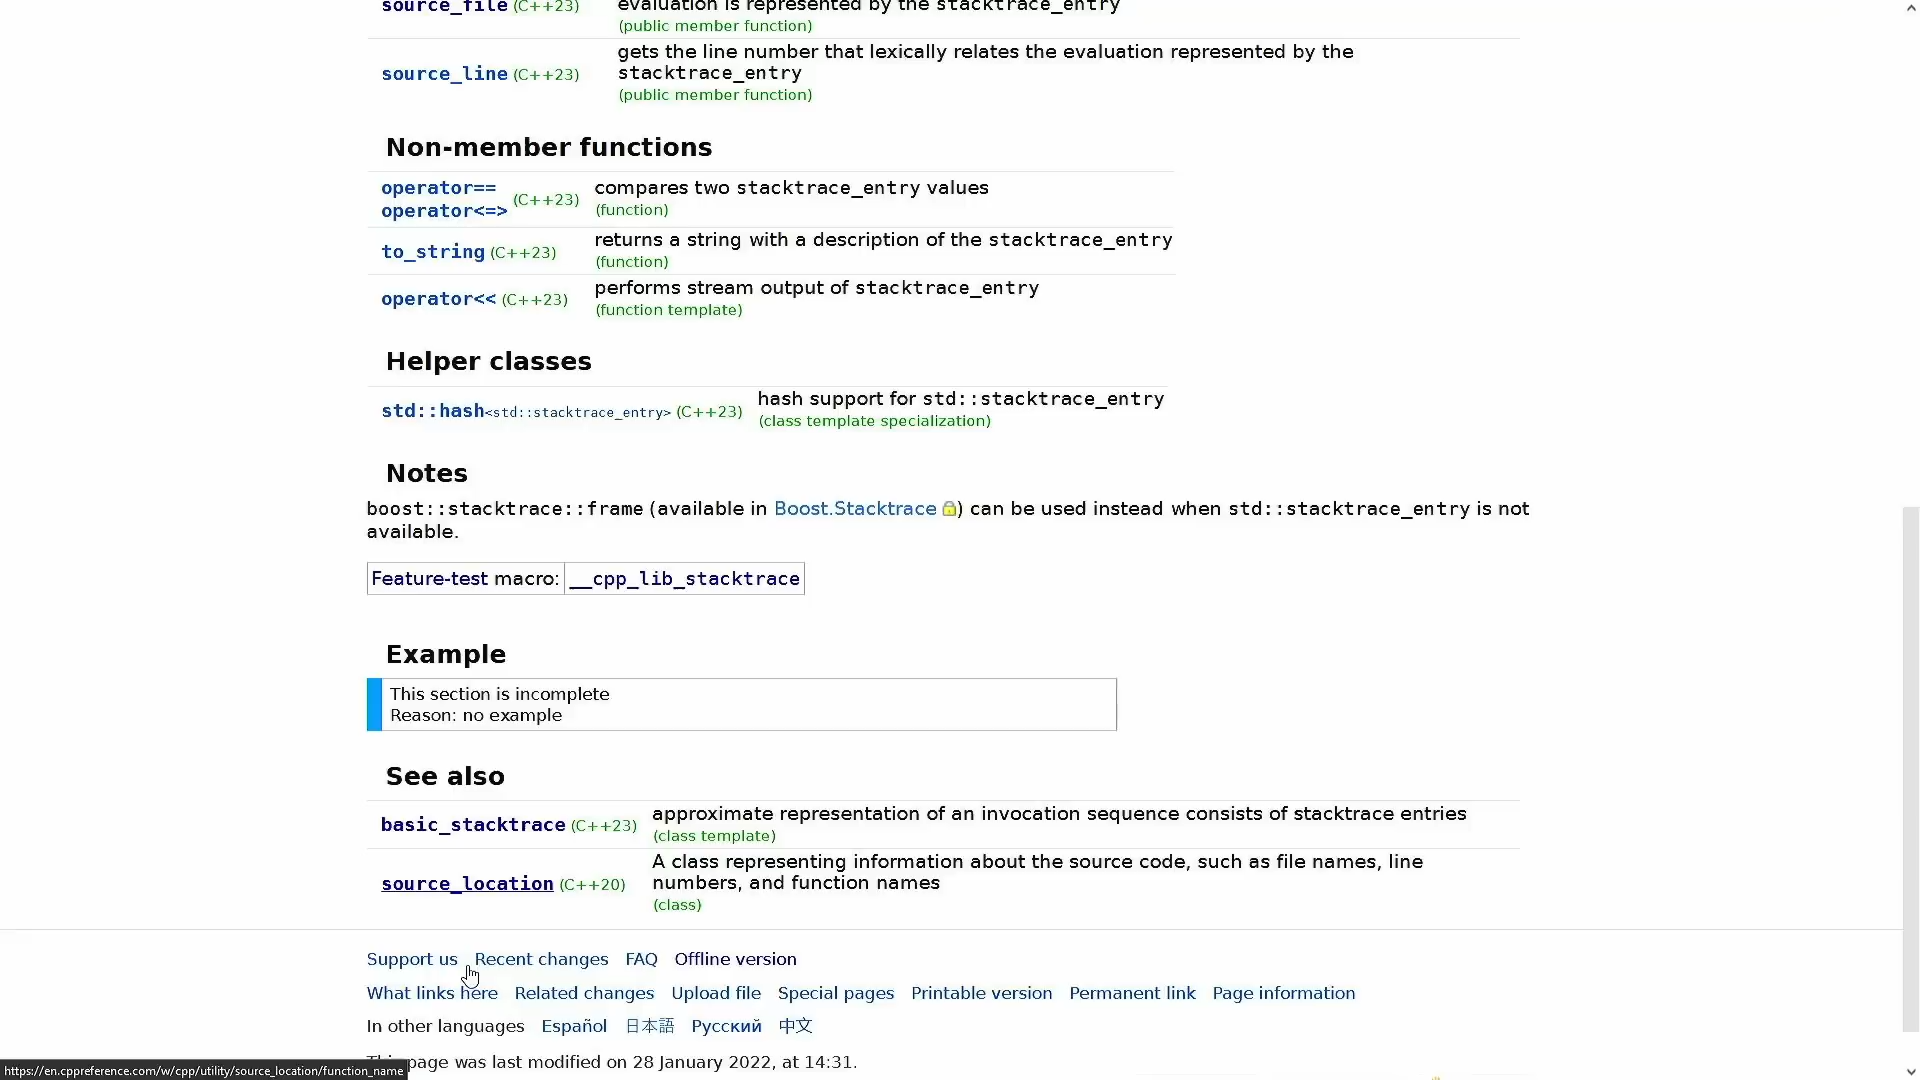 source_file (C++23) evaluation is represented by the stacktrace_entry
(public member function)
gets the line number that lexically relates the evaluation represented by the
source_line (C++23) stacktrace_entry
(public member function)
Non-member functions
operator== compares two stacktrace_entry values
operator<=> (C++23) (function)
to_string (C++23) returns a string with a description of the stacktrace_entry
(function)
operator<< (C++23) performs stream output of stacktrace_entry
(function template)
Helper classes
std::hash<std::stacktrace_entry> (C++23) hash support for std::stacktrace_entry
(class template specialization)
Notes
boost::stacktrace::frame (available in Boost.Stacktrace) can be used instead when std::stacktrace_entry is not
available.
Feature-test macro: __cpp_lib_stacktrace
Example
This section is incomplete
Reason: no example
See also
basic_stacktrace (C++23) approximate representation of an invocation sequence consists of stacktrace entries
(class template)
A class representing information about the source code, such as file names, line
source_location (C++20) numbers, and function names
(class)
Support us Recent changes FAQ Offline version
What links here Related changes Upload file Special pages Printable version Permanent link Page information
In other languages Español 日本語 Русский 中文
This page was last modified on 28 January 2022, at 14:31.
https://en.cppreference.com/w/cpp/utility/source_location/function_name